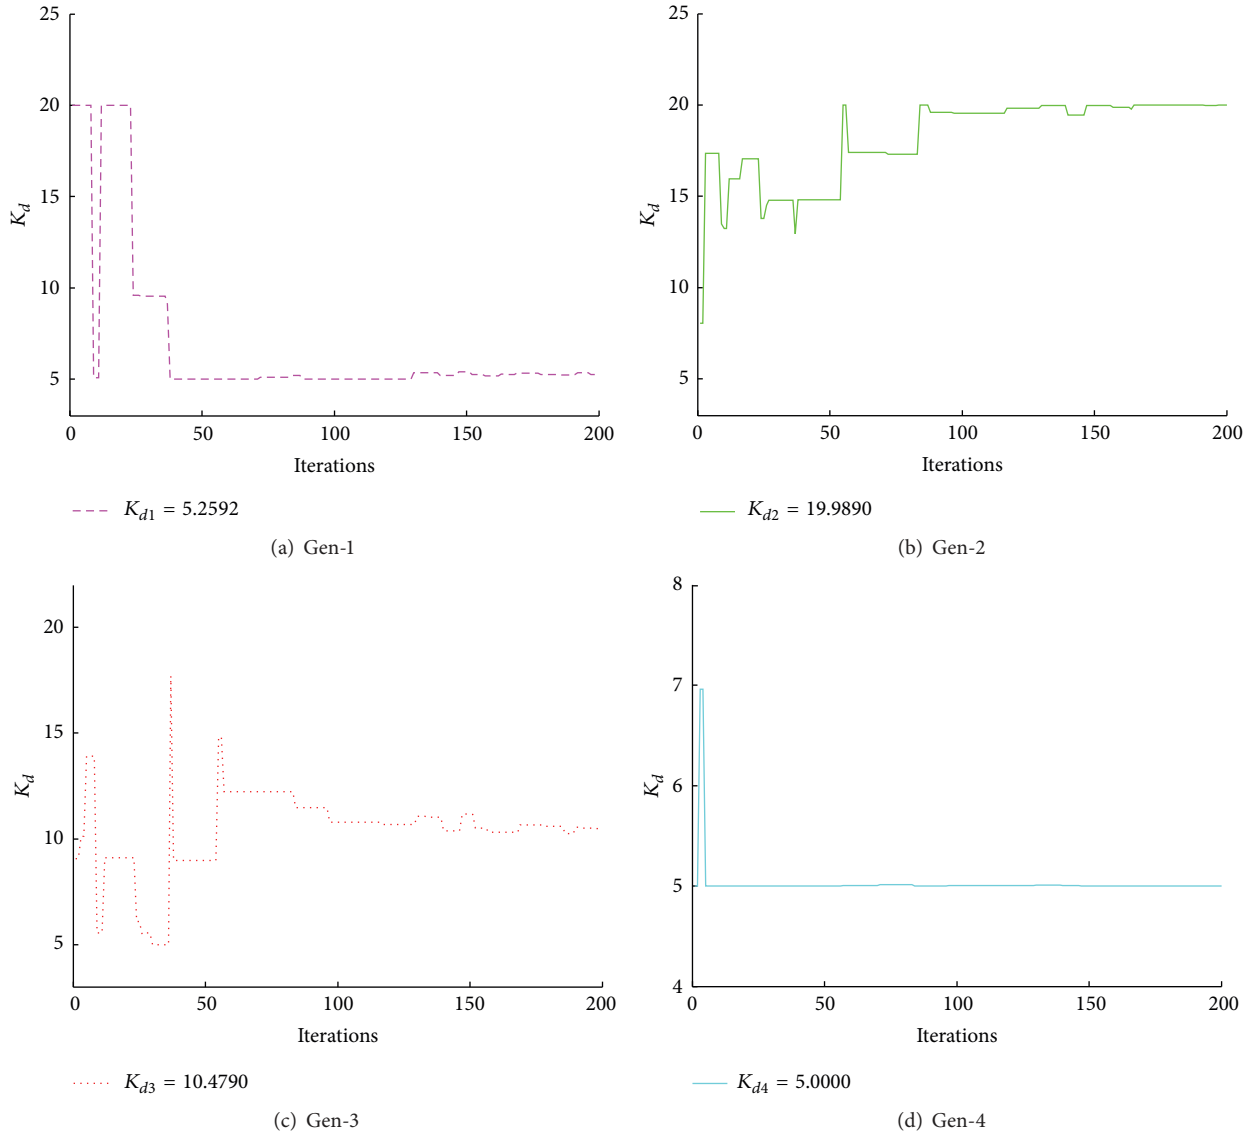 25
20
15
10
5
K_d
0 50 100 150 200
Iterations
K_d1 = 5.2592
(a) Gen-1
25
20
15
10
5
K_d
0 50 100 150 200
Iterations
K_d2 = 19.9890
(b) Gen-2
20
15
10
5
K_d
0 50 100 150 200
Iterations
K_d3 = 10.4790
(c) Gen-3
8
7
6
5
4
K_d
0 50 100 150 200
Iterations
K_d4 = 5.0000
(d) Gen-4